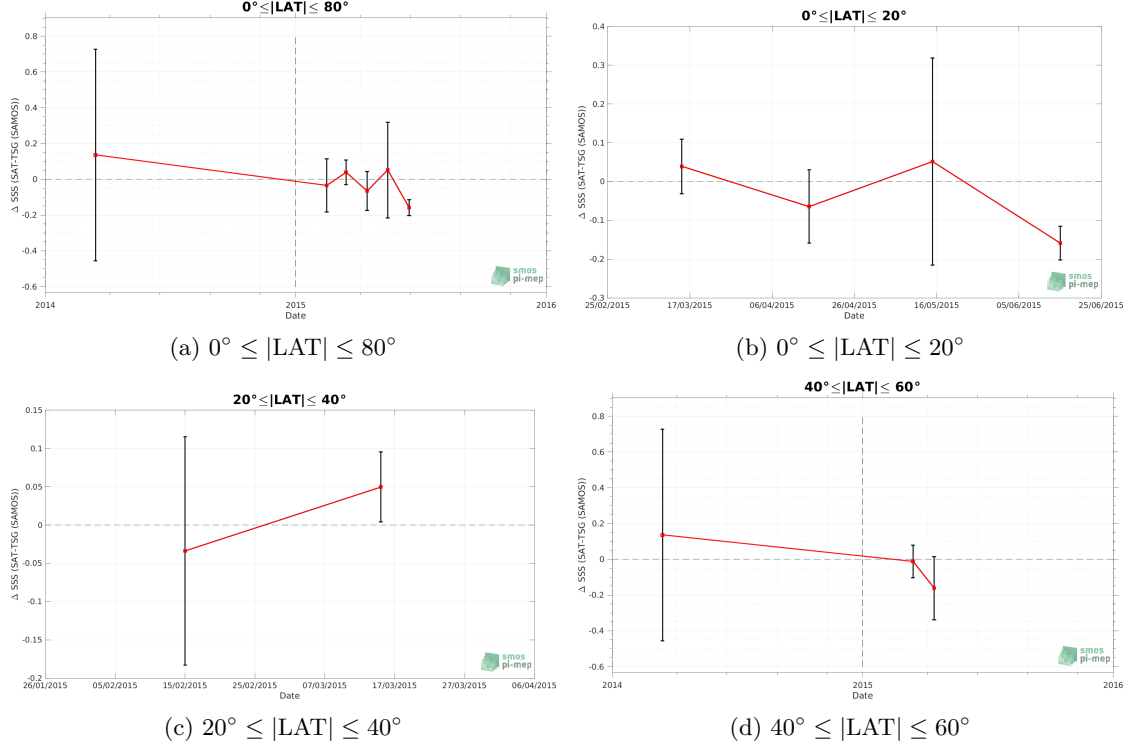 0°≤|LAT|≤ 80°
Δ SSS (SAT-TSG (SAMOS))
0.8
0.6
0.4
0.2
0
-0.2
-0.4
-0.6
2014
2015
2016
Date
smos
pi-mep
(a) 0° ≤ |LAT| ≤ 80°
0°≤|LAT|≤ 20°
Δ SSS (SAT-TSG (SAMOS))
0.4
0.3
0.2
0.1
0
-0.1
-0.2
-0.3
25/02/2015
17/03/2015
06/04/2015
26/04/2015
16/05/2015
05/06/2015
25/06/2015
Date
smos
pi-mep
(b) 0° ≤ |LAT| ≤ 20°
20°≤|LAT|≤ 40°
Δ SSS (SAT-TSG (SAMOS))
0.15
0.1
0.05
0
-0.05
-0.1
-0.15
-0.2
26/01/2015
05/02/2015
15/02/2015
25/02/2015
07/03/2015
17/03/2015
27/03/2015
06/04/2015
Date
smos
pi-mep
(c) 20° ≤ |LAT| ≤ 40°
40°≤|LAT|≤ 60°
Δ SSS (SAT-TSG (SAMOS))
0.8
0.6
0.4
0.2
0
-0.2
-0.4
-0.6
2014
2015
2016
Date
smos
pi-mep
(d) 40° ≤ |LAT| ≤ 60°